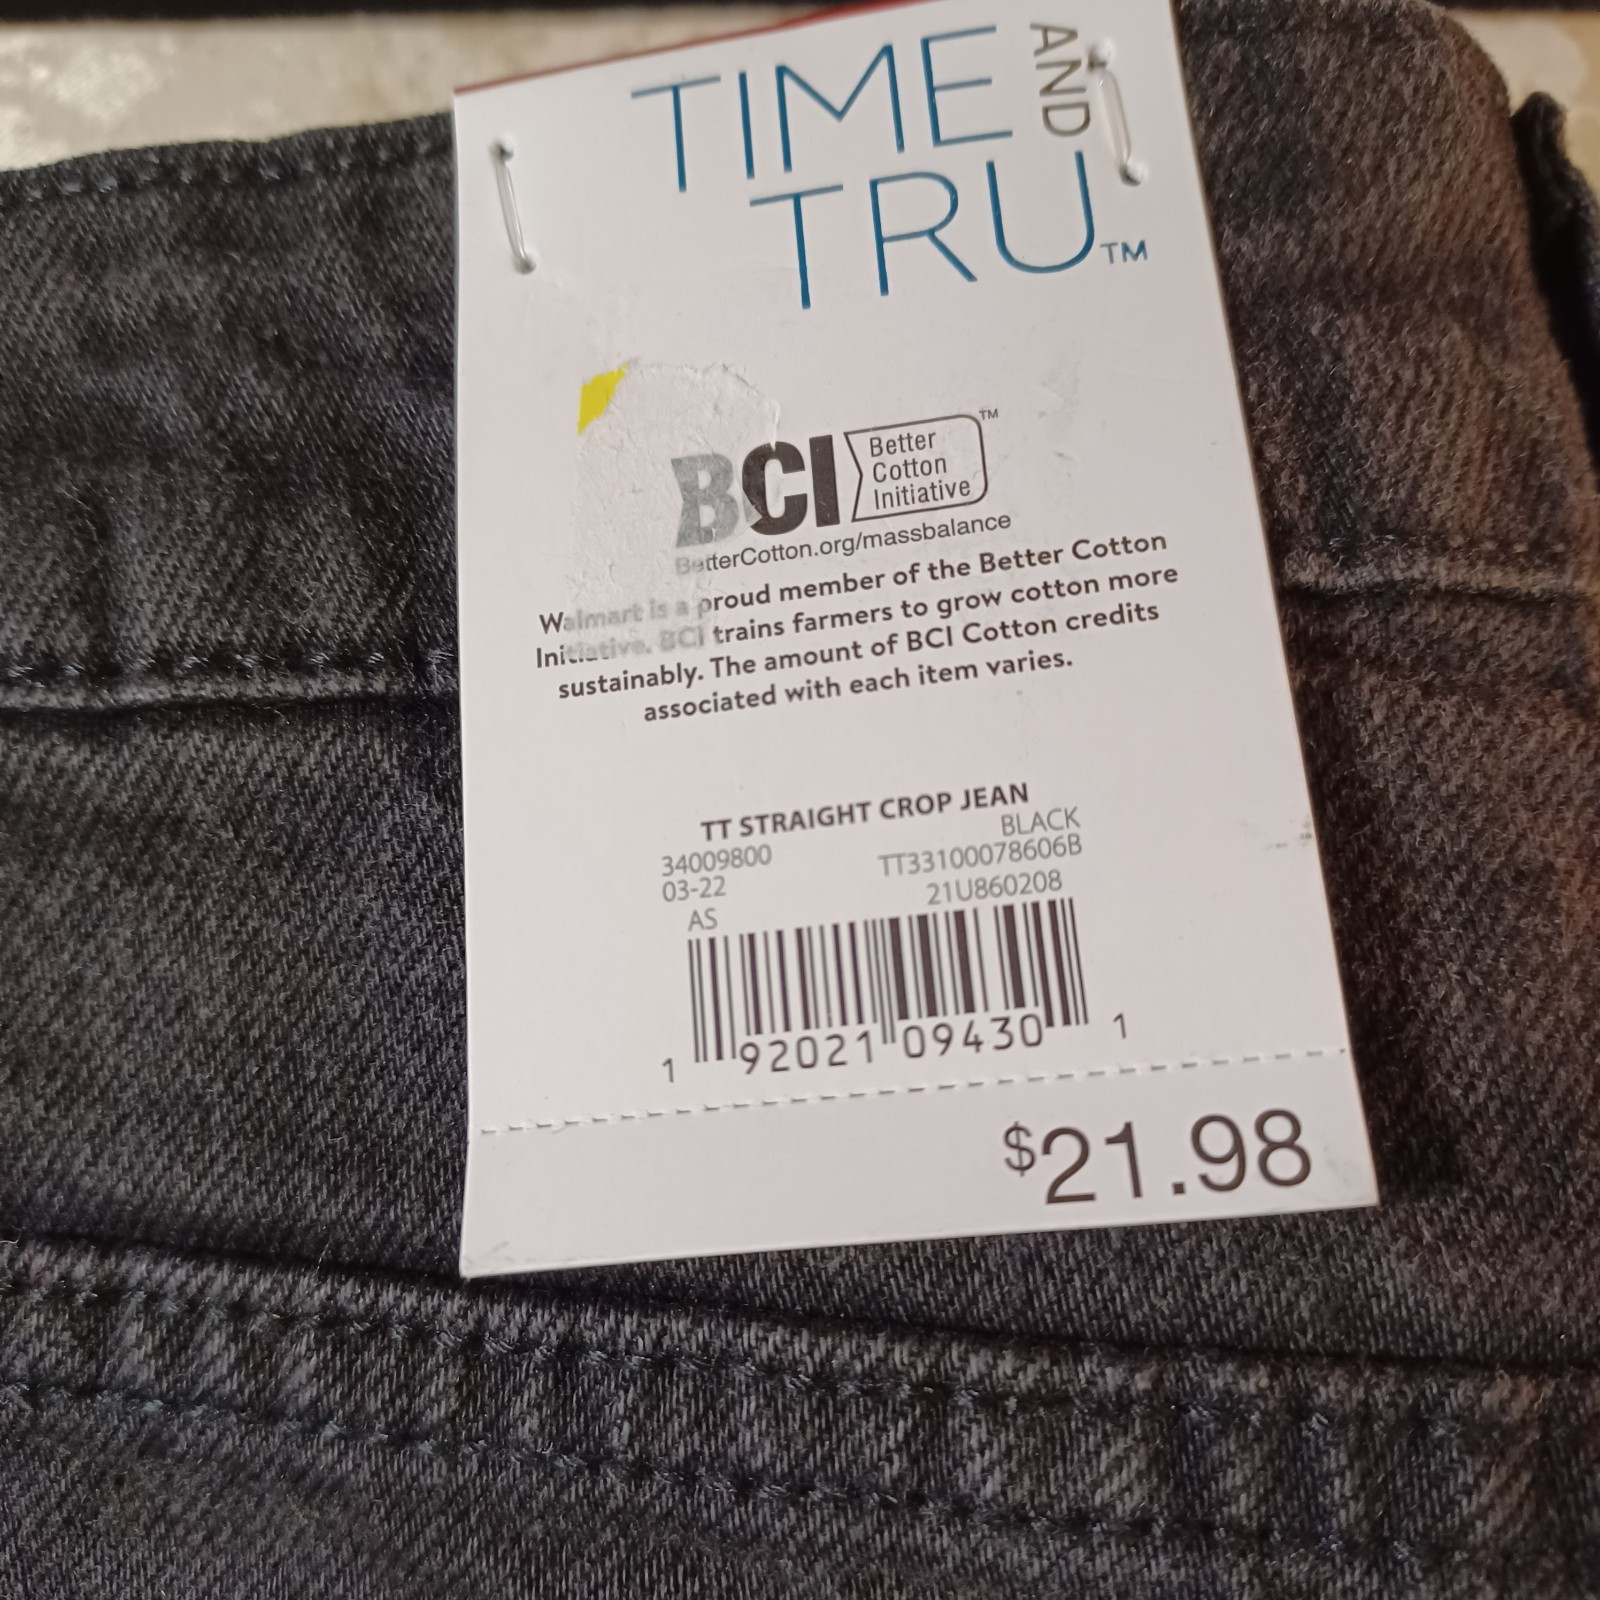 TIME AND
TRU™
BCI Better Cotton Initiative™
BetterCotton.org/massbalance
Walmart is a proud member of the Better Cotton
Initiative. BCI trains farmers to grow cotton more
sustainably. The amount of BCI Cotton credits
associated with each item varies.
TT STRAIGHT CROP JEAN
BLACK
34009800 TT33100078606B
03-22 21U860208
AS
1 92021 09430 1
$21.98